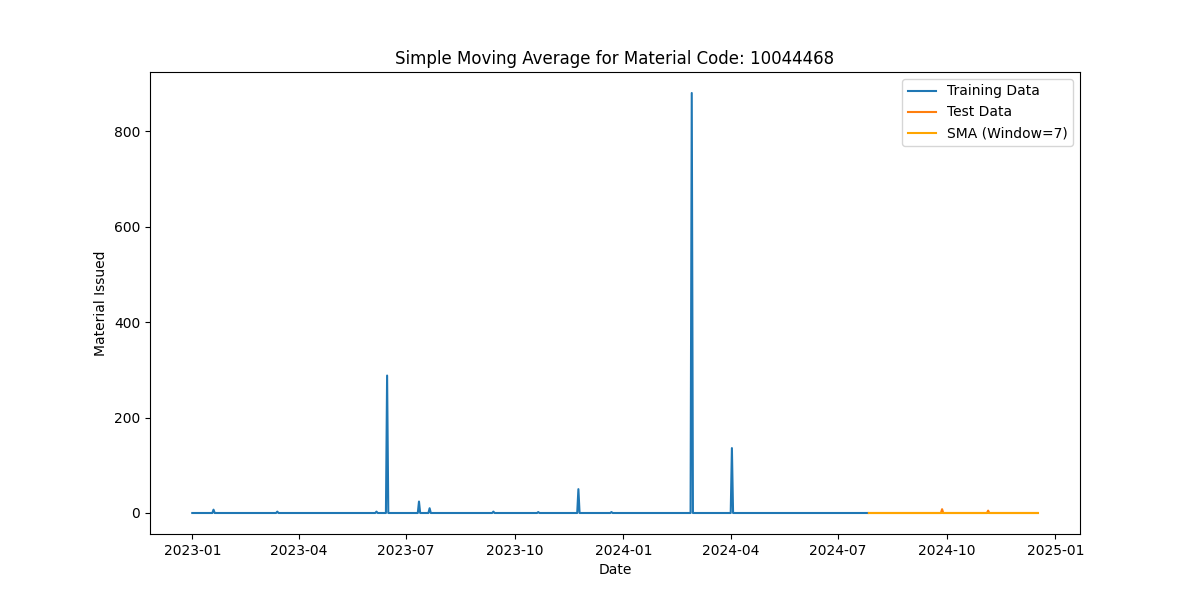 Simple Moving Average for Material Code: 10044468
Training Data
Test Data
SMA (Window=7)
Material Issued
800
600
400
200
0
2023-01 2023-04 2023-07 2023-10 2024-01 2024-04 2024-07 2024-10 2025-01
Date